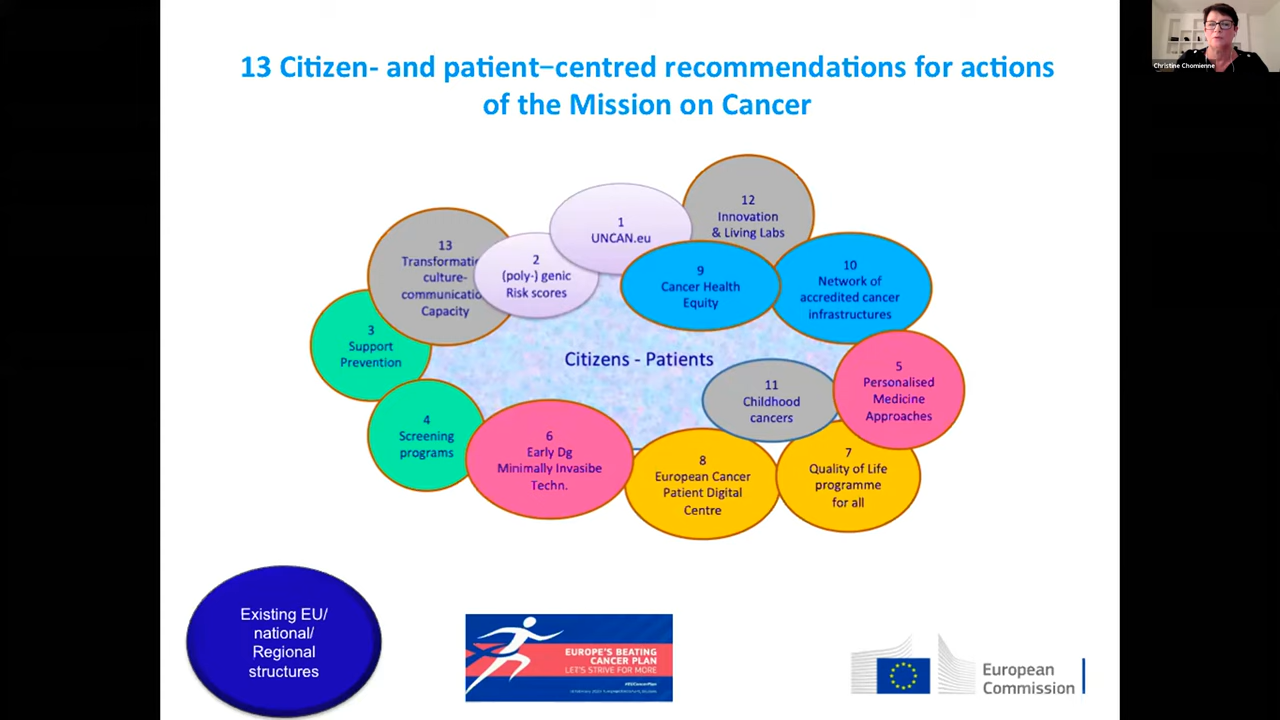 13 Citizen- and patient–centred recommendations for actions
of the Mission on Cancer
Christine Chomienne
12
Innovation
& Living Labs
1
UNCAN.eu
13
Transformatic
culture-
communicatic
Capacity
2
(poly-) genic
Risk scores
9
Cancer Health
Equity
10
Network of
accredited cancer
infrastructures
3
Support
Prevention
Citizens - Patients
5
Personalised
Medicine
Approaches
11
Childhood
cancers
4
Screening
programs
6
Early Dg
Minimally Invasibe
Techn.
8
European Cancer
Patient Digital
Centre
7
Quality of Life
programme
for all
Existing EU/
national/
Regional
structures
EUROPE'S BEATING
CANCER PLAN
LET'S STRIVE FOR MORE
#EUCancerPlan
European
Commission